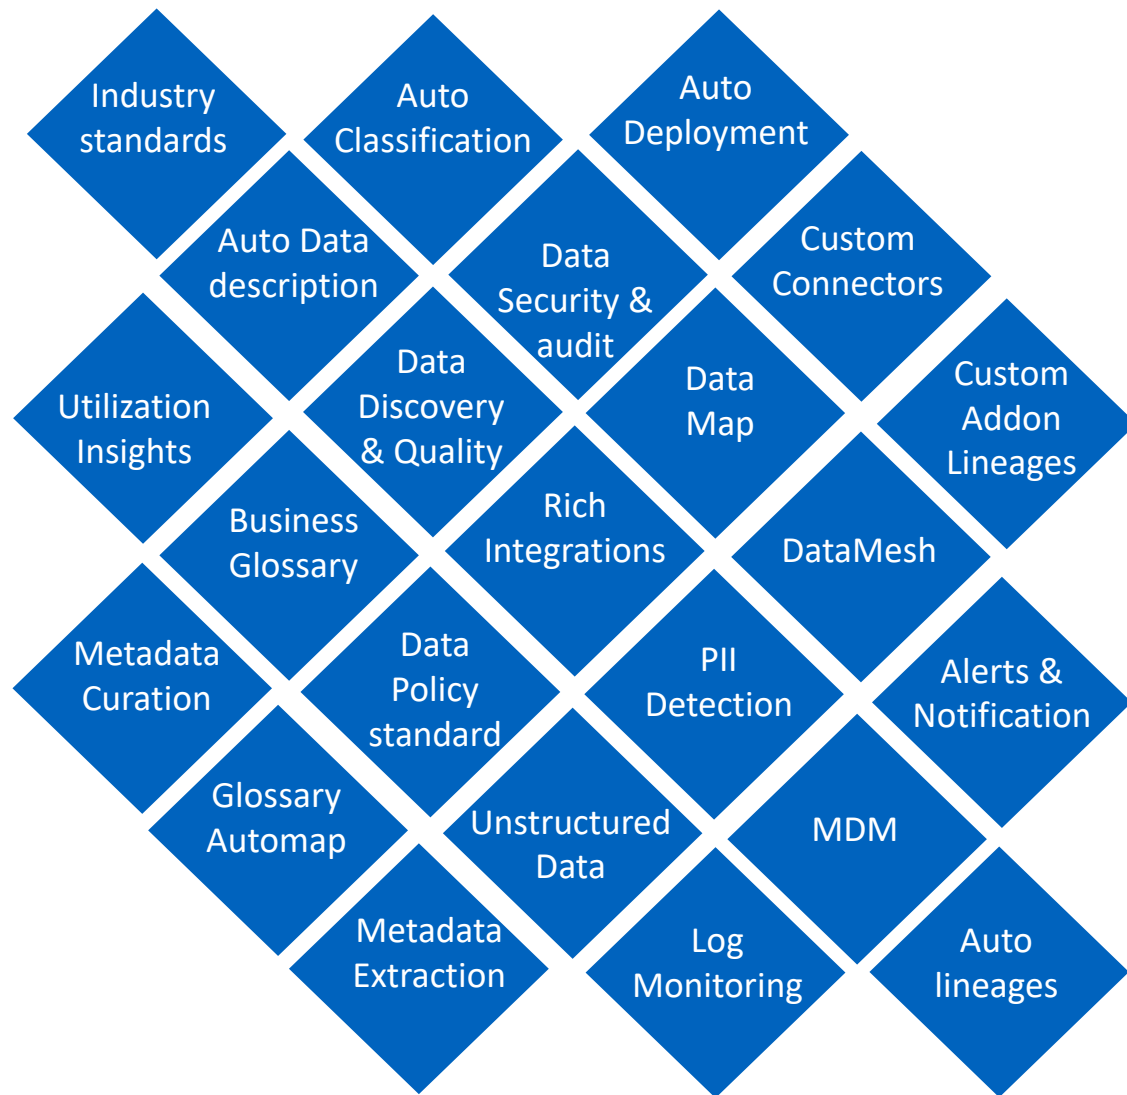 Industry
standards
Auto
Classification
Auto
Deployment
Auto Data
description
Data
Security &
audit
Custom
Connectors
Utilization
Insights
Data
Discovery
& Quality
Data
Map
Custom
Addon
Lineages
Business
Glossary
Rich
Integrations
DataMesh
Metadata
Curation
Data
Policy
standard
PII
Detection
Alerts &
Notification
Glossary
Automap
Unstructured
Data
MDM
Metadata
Extraction
Log
Monitoring
Auto
lineages